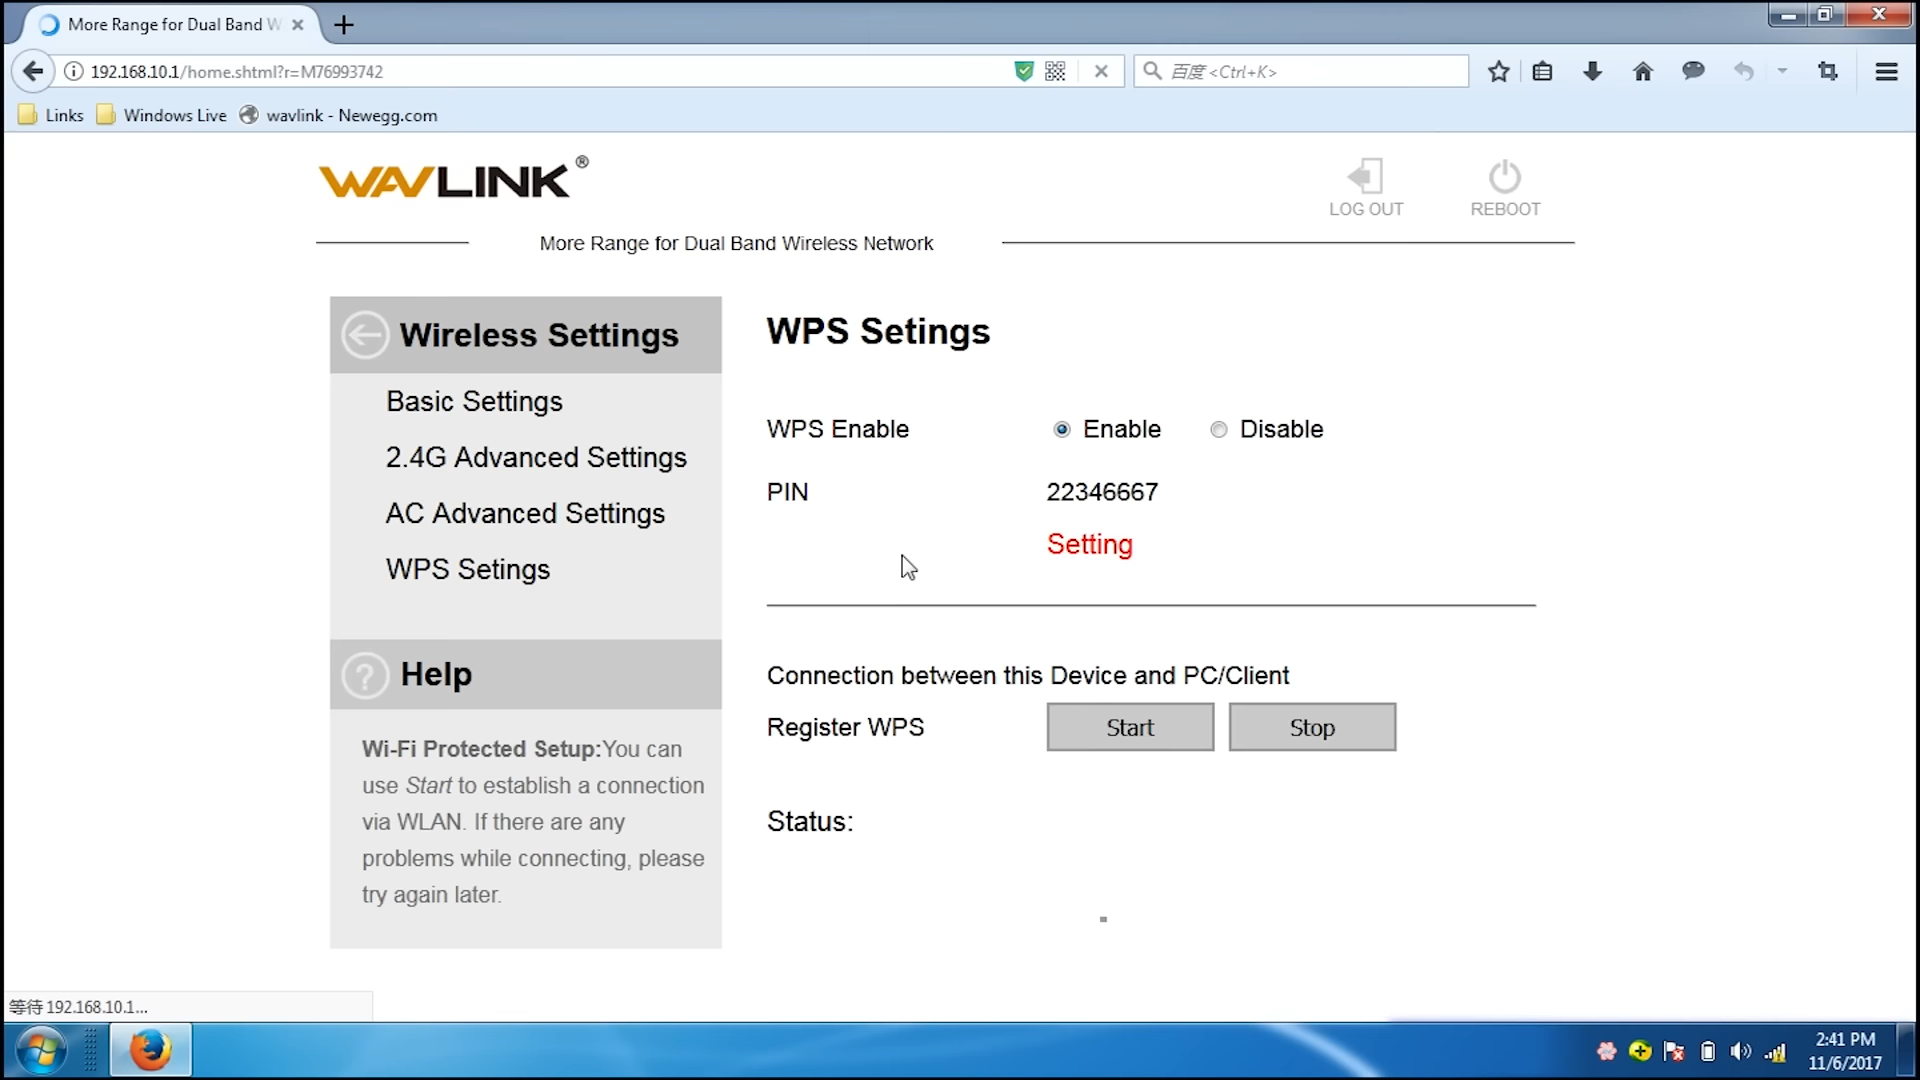 More Range for Dual Band W
192.168.10.1/home.shtml?r=M76993742
百度 <Ctrl+K>
Links
Windows Live
wavlink - Newegg.com
WAVLINK®
LOG OUT
REBOOT
More Range for Dual Band Wireless Network
Wireless Settings
Basic Settings
2.4G Advanced Settings
AC Advanced Settings
WPS Setings
Help
Wi-Fi Protected Setup:You can
use Start to establish a connection
via WLAN. If there are any
problems while connecting, please
try again later.
WPS Setings
WPS Enable
Enable
Disable
PIN
22346667
Setting
Connection between this Device and PC/Client
Register WPS
Start
Stop
Status:
等待 192.168.10.1...
2:41 PM
11/6/2017